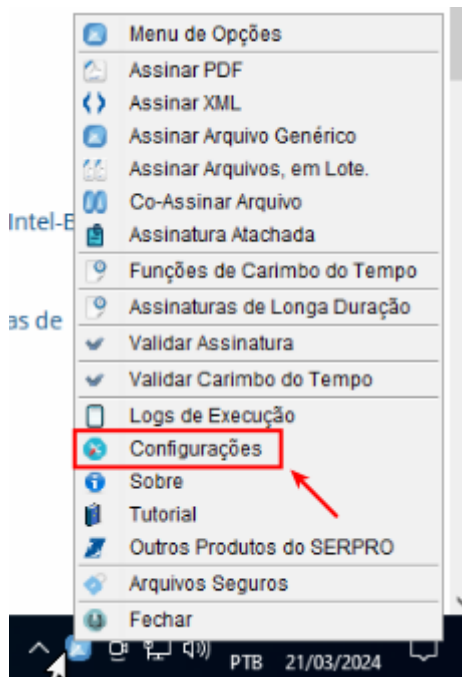 Menu de Opções
Assinar PDF
Assinar XML
Assinar Arquivo Genérico
Assinar Arquivos, em Lote.
Co-Assinar Arquivo
Intel-E
Assinatura Atachada
Funções de Carimbo do Tempo
Assinaturas de Longa Duração
as de
Validar Assinatura
Validar Carimbo do Tempo
Logs de Execução
Configurações
Sobre
Tutorial
Outros Produtos do SERPRO
Arquivos Seguros
Fechar
PTB 21/03/2024